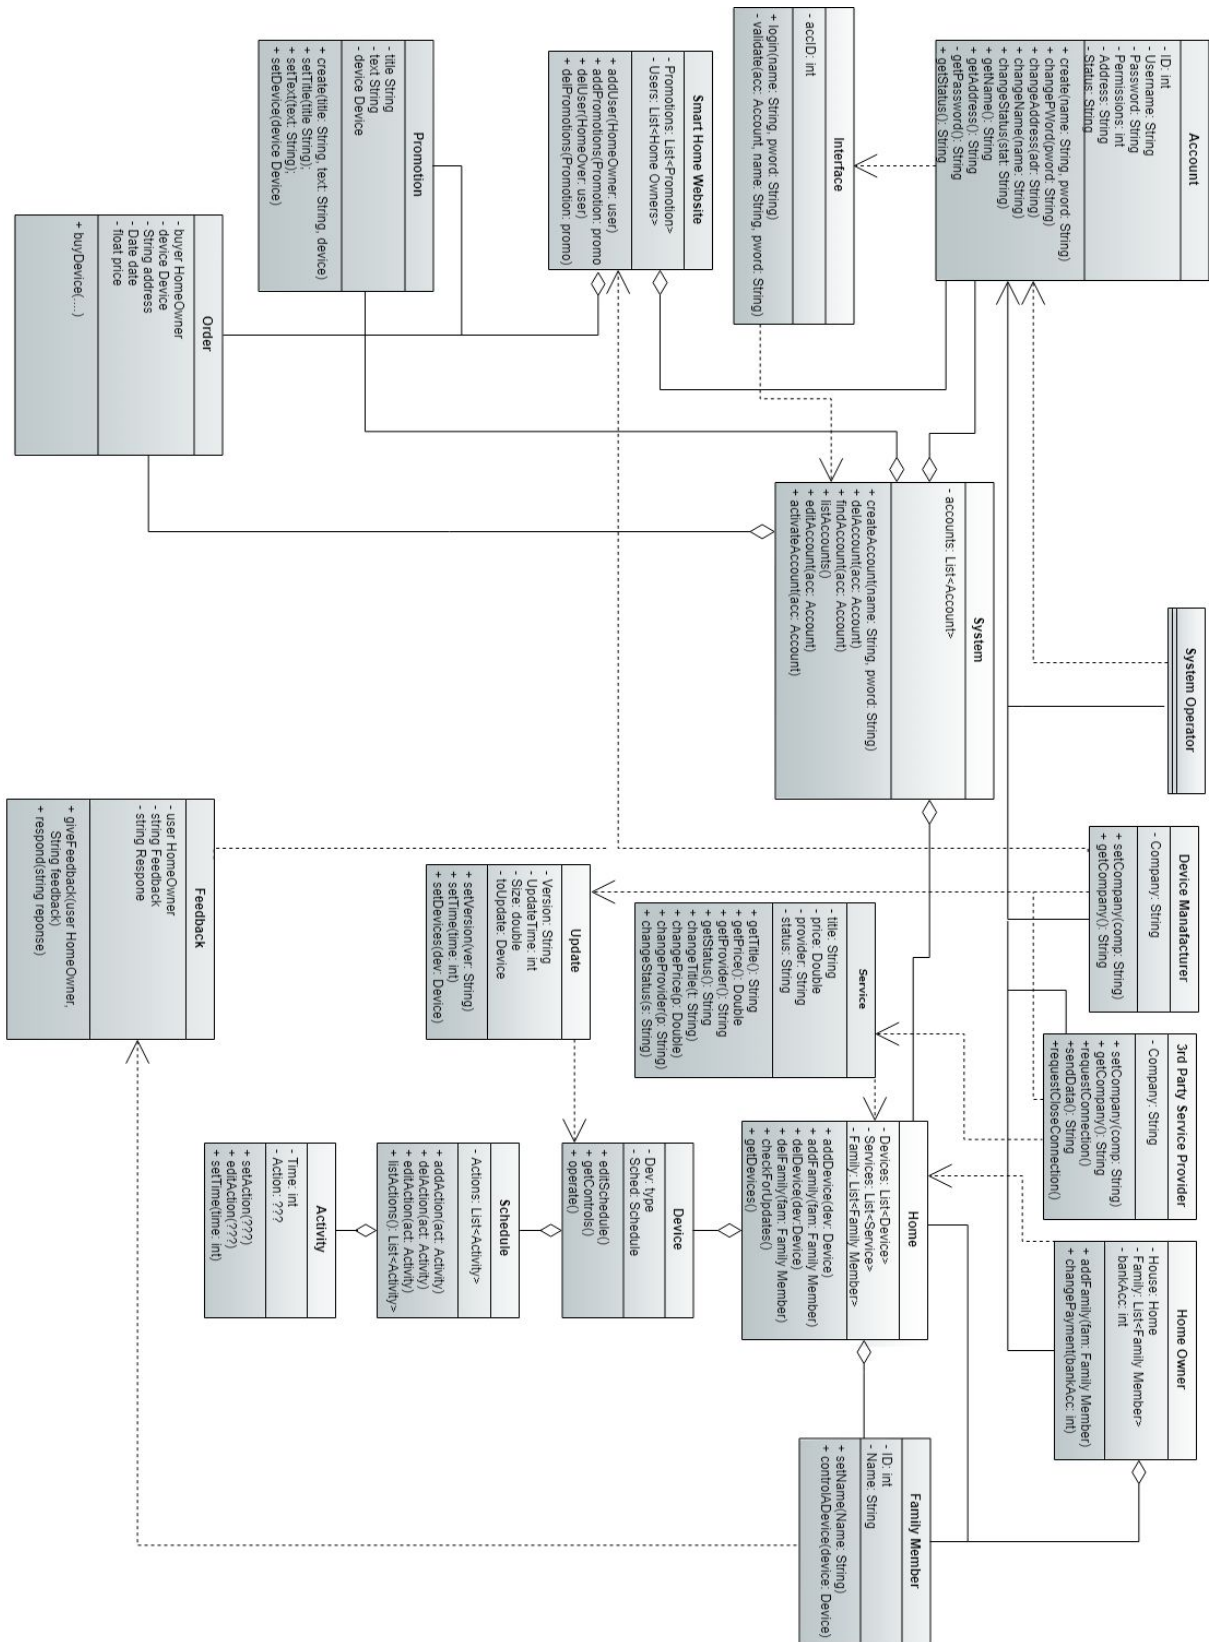 Account
- ID: int
- Username: String
- Password: String
- Permissions: int
- Address: String
- Status: String
+ create(name: String, pword: String)
+ changePWord(pword: String)
+ changeAddress(adr: String)
+ changeName(name: String)
+ changeStatus(stat: String)
+ getName(): String
+ getAddress(): String
- getPassword(): String
+ getStatus(): String
System Operator
Device Manafacturer
- Company: String
+ setCompany(comp: String)
+ getCompany(): String
3rd Party Service Provider
- Company: String
+ setCompany(comp: String)
+ getCompany(): String
+requestConnection()
+sendData(): String
+requestCloseConnection()
Home Owner
- House: Home
- Family: List<Family Member>
- bankAcc: int
+ addFamily(fam: Family Member)
+ changePayment(bankAcc: int)
Interface
- accID: int
+ login(name: String, pword: String)
- validate(acc: Account, name: String, pword: String)
System
- accounts: List<Account>
+ createAccount(name: String, pword: String)
+ delAccount(acc: Account)
+ findAccount(acc: Account)
+ listAccounts()
+ editAccount(acc: Account)
+ activateAccount(acc: Account)
Service
- title: String
- price: Double
- provider: String
- status: String
+ getTitle(): String
+ getPrice(): Double
+ getProvider(): String
+ getStatus(): String
+ changeTitle(t: String)
+ changePrice(p: Double)
+ changeProvider(p: String)
+ changeStatus(s: String)
Home
- Devices: List<Device>
- Services: List<Service>
- Family: List<Family Member>
+ addDevice(dev: Device)
+ addFamily(fam: Family Member)
+ delDevice(dev:Device)
+ delFamily(fam: Family Member)
+ checkForUpdates()
+ getDevices()
Family Member
- ID: int
- Name: String
+ setName(Name: String)
+ controlADevice(device: Device)
Smart Home Website
- Promotions: List<Promotion>
- Users: List<Home Owners>
+ addUser(HomeOwner: user)
+ addPromotions(Promotion: promo
+ delUser(HomeOver: user)
+ delPromotions(Promotion: promo)
Update
- Version: String
- UpdateTime: int
- Size: double
- toUpdate: Device
+ setVersion(ver: String)
+ setTime(time: int)
+ setDevices(dev: Device)
Device
- Dev: type
- Sched: Schedule
+ editSchedule()
+ getControls()
+ operate()
Promotion
- title String
- text String
- device Device
+ create(title: String, text: String, device)
+ setTitle(title String);
+ setText(text: String);
+ setDevice(device Device)
Schedule
- Actions: List<Activity>
+ addAction(act: Activity)
+ delAction(act: Activity)
+ editAction(act: Activity)
+ listActions(): List<Activity>
Order
- buyer HomeOwner
- device Device
- String address
- Date date
- float price
+ buyDevice(....)
Feedback
- user HomeOwner
- string Feedback
- string Respone
+ giveFeedback(user HomeOwner,
String feedback)
+ respond(string reponse)
Activity
- Time: int
- Action: ???
+ setAction(???)
+ editAction(???)
+ setTime(time: int)